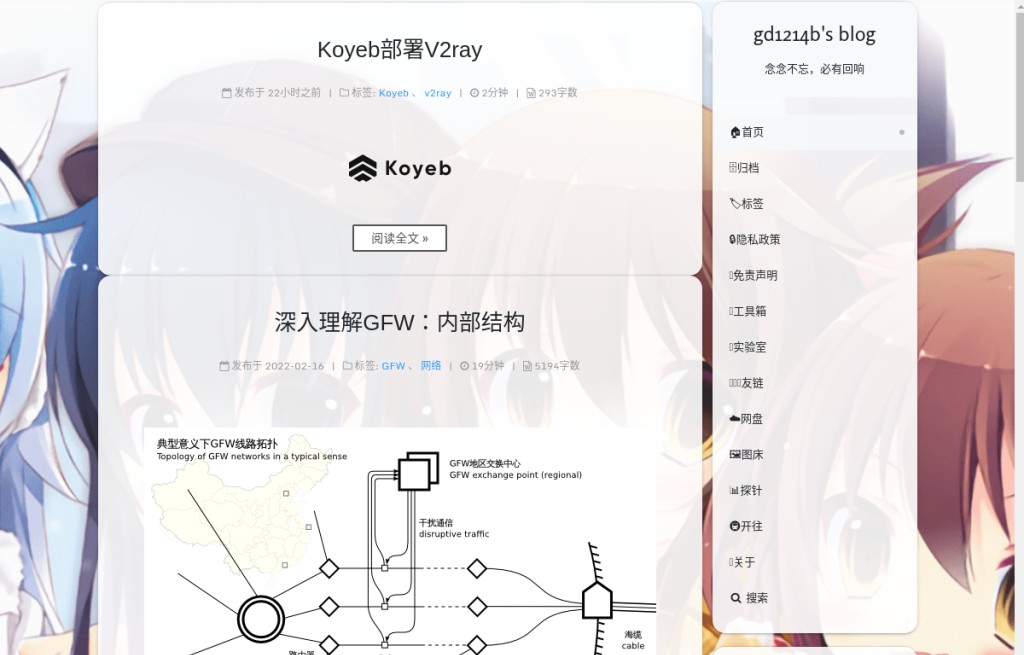 Koyeb部署V2ray
发布于 22小时之前 | 标签: Koyeb 、 v2ray | 2分钟 | 293字数
Koyeb
阅读全文 »
深入理解GFW：内部结构
发布于 2022-02-16 | 标签: GFW 、 网络 | 19分钟 | 5194字数
典型意义下GFW线路拓扑
Topology of GFW networks in a typical sense
GFW地区交换中心
GFW exchange point (regional)
干扰通信
disruptive traffic
海缆
cable
gd1214b's blog
念念不忘，必有回响
首页
归档
标签
隐私政策
免责声明
工具箱
实验室
友链
网盘
图床
探针
开往
关于
搜索